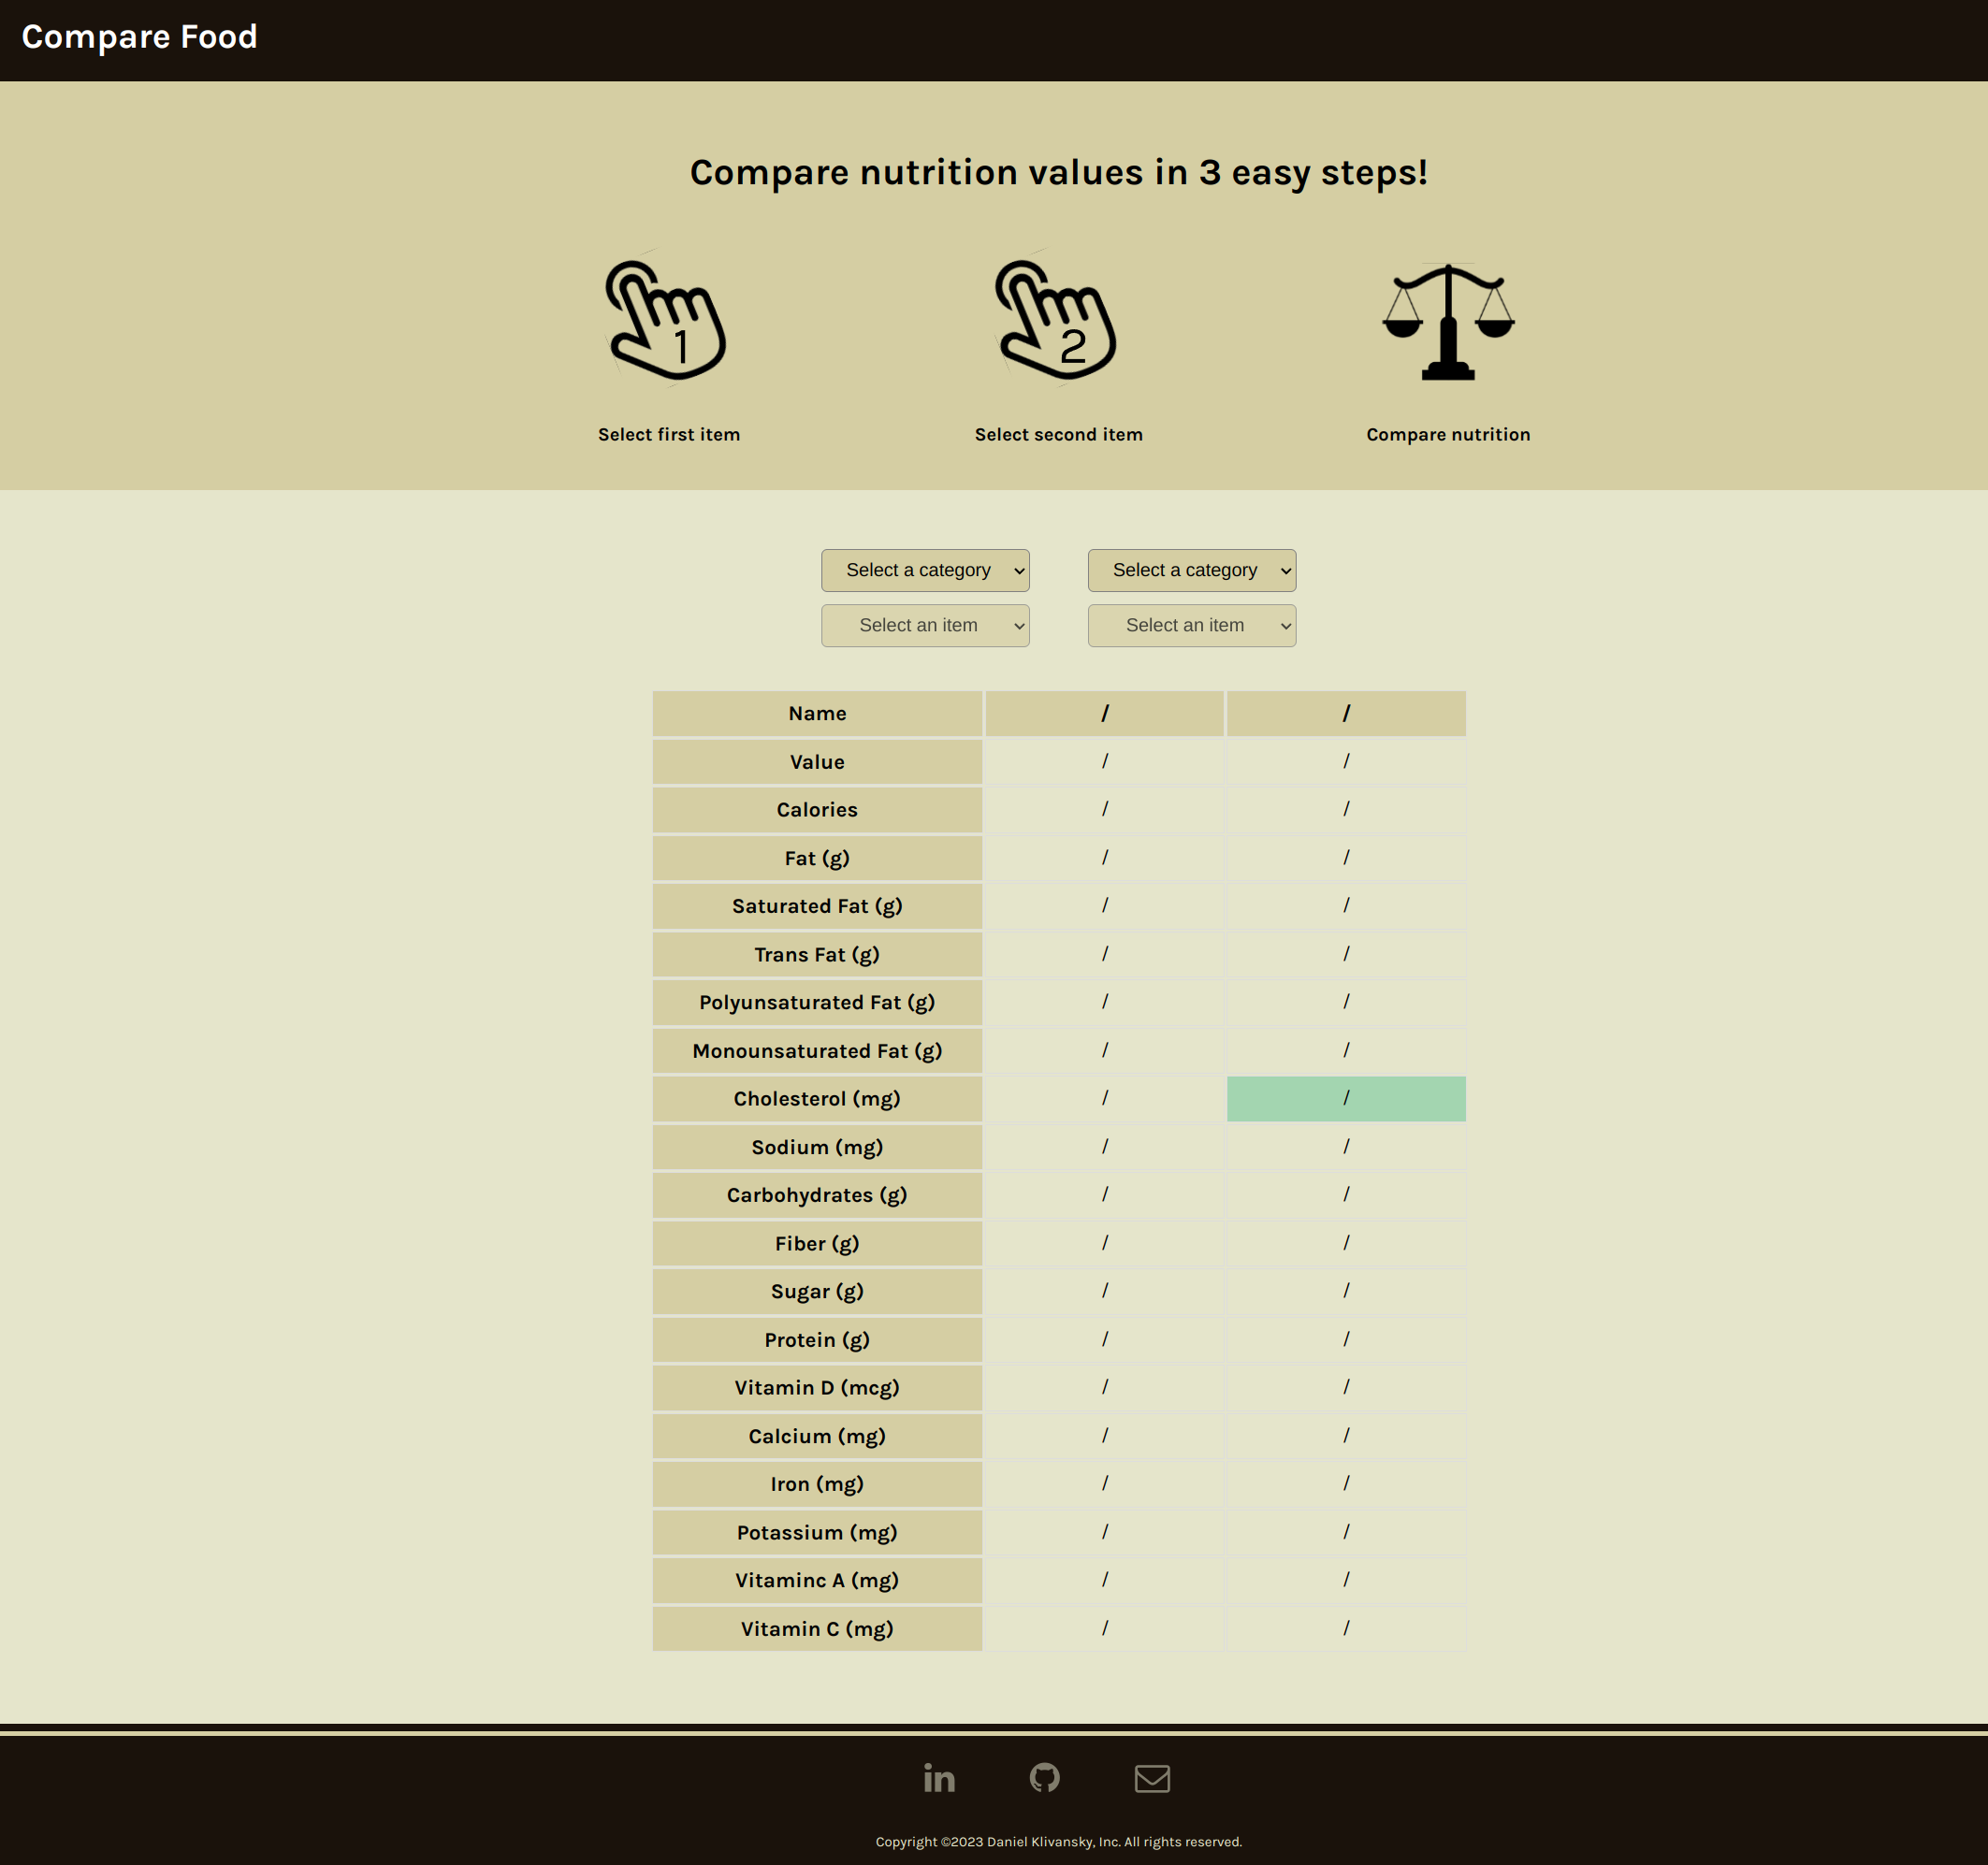 Compare Food
Compare nutrition values in 3 easy steps!
1 2
Select first item Select second item Compare nutrition
Select a category Select a category
Select an item Select an item
Name / /
Value / /
Calories / /
Fat (g) / /
Saturated Fat (g) / /
Trans Fat (g) / /
Polyunsaturated Fat (g) / /
Monounsaturated Fat (g) / /
Cholesterol (mg) / /
Sodium (mg) / /
Carbohydrates (g) / /
Fiber (g) / /
Sugar (g) / /
Protein (g) / /
Vitamin D (mcg) / /
Calcium (mg) / /
Iron (mg) / /
Potassium (mg) / /
Vitaminc A (mg) / /
Vitamin C (mg) / /
in
Copyright ©2023 Daniel Klivansky, Inc. All rights reserved.